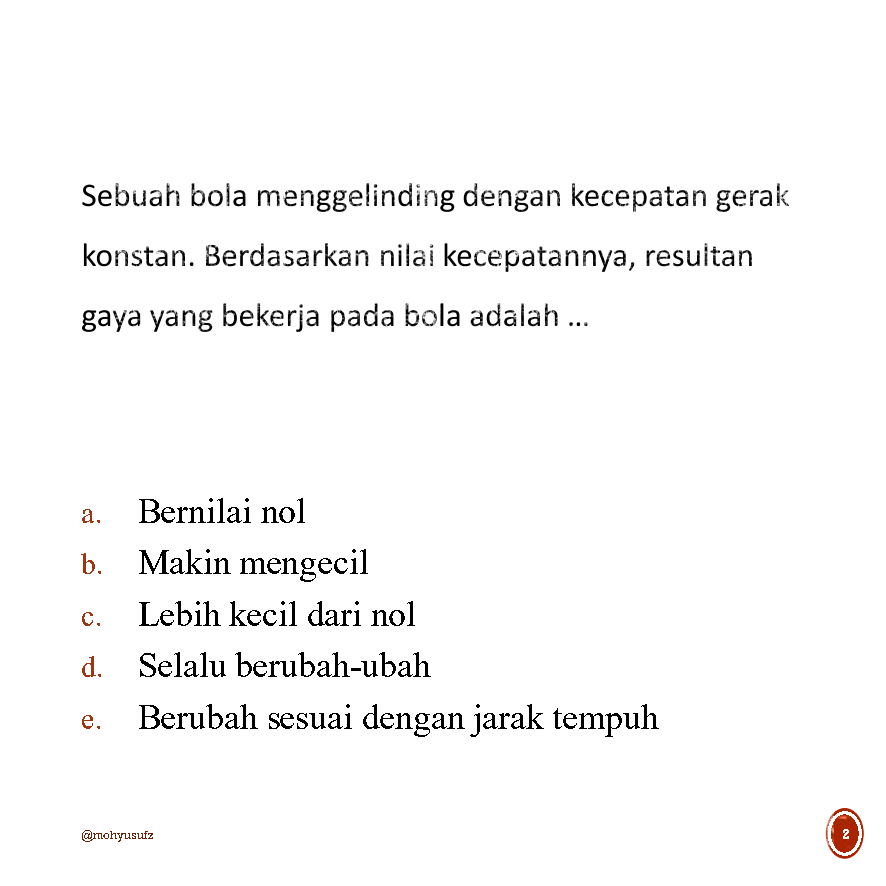 Sebuah bola menggelinding dengan kecepatan gerak
konstan. Berdasarkan nilai kecepatannya, resultan
gaya yang bekerja pada bola adalah ...
a. Bernilai nol
b. Makin mengecil
c. Lebih kecil dari nol
d. Selalu berubah-ubah
e. Berubah sesuai dengan jarak tempuh
@mohyusufz
2